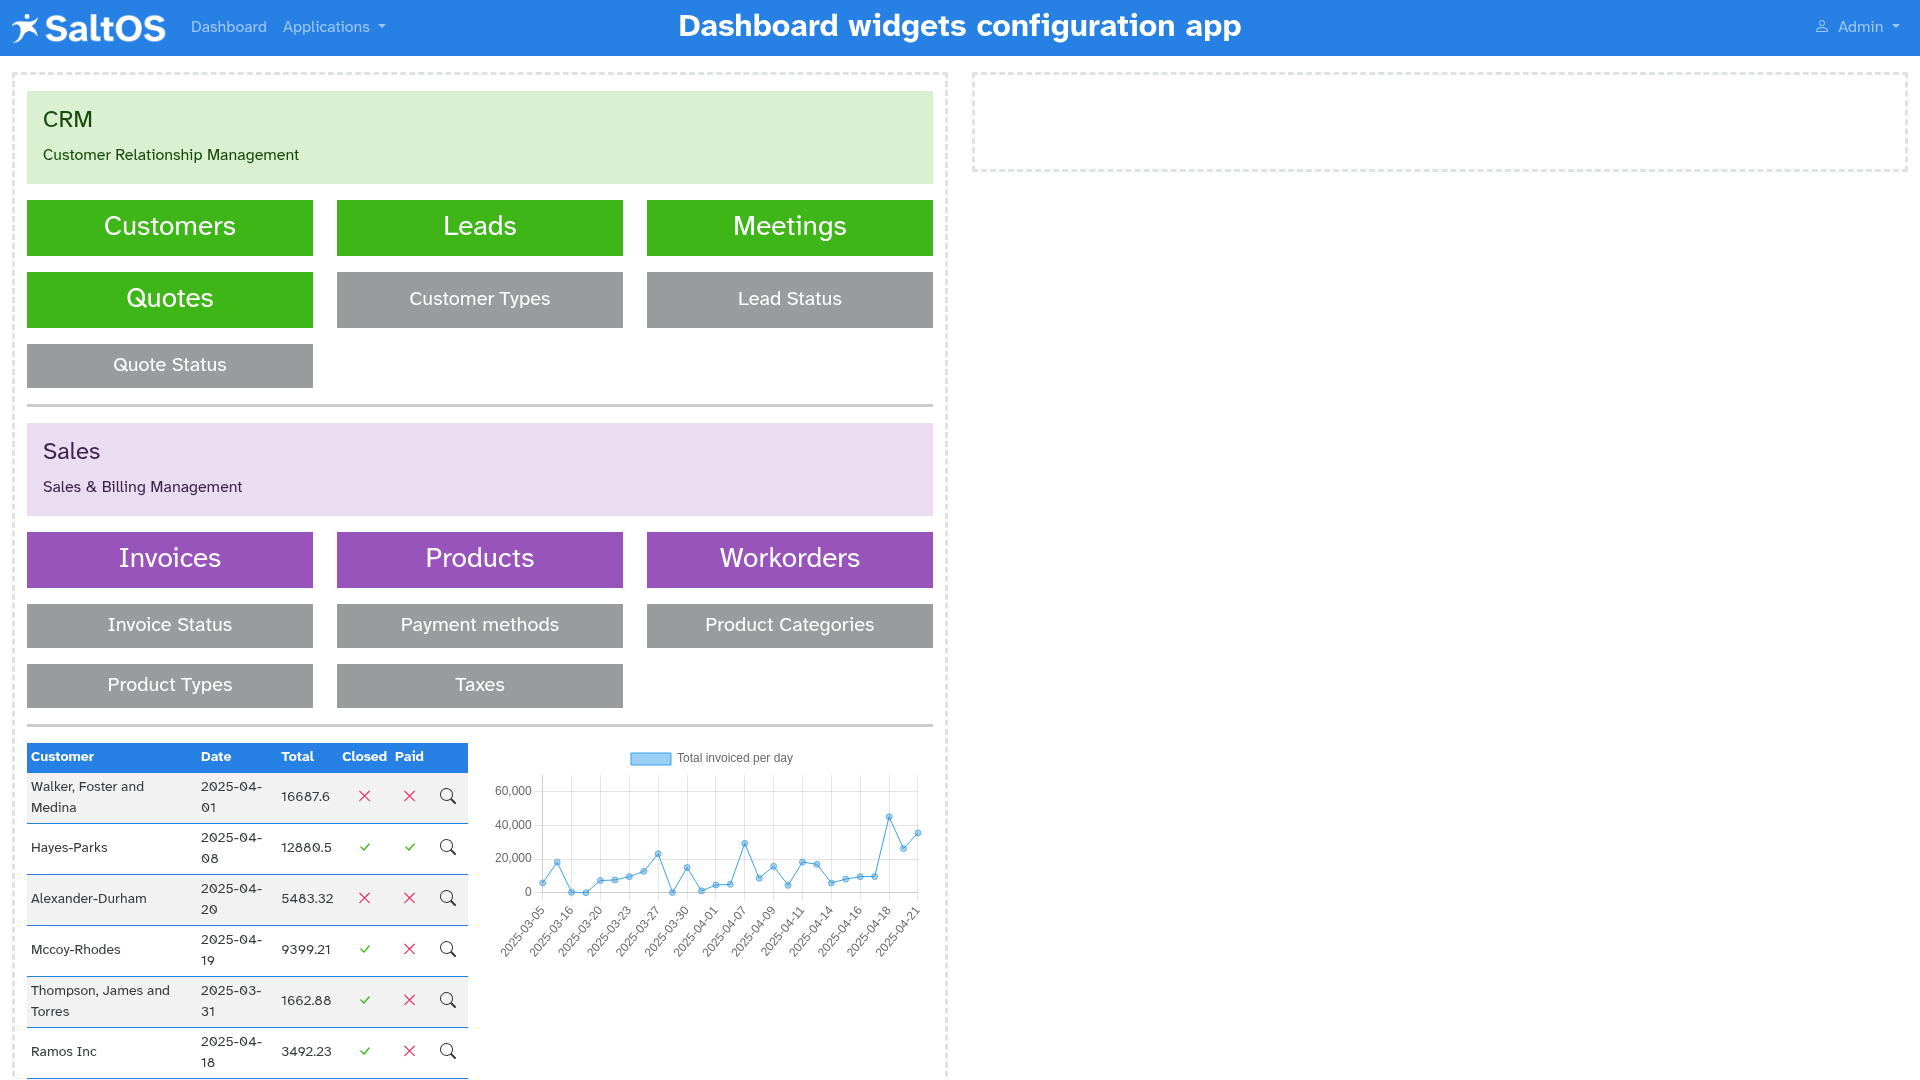 SaltOS
Dashboard
Applications
Dashboard widgets configuration app
Admin
CRM
Customer Relationship Management
Customers
Leads
Meetings
Quotes
Customer Types
Lead Status
Quote Status
Sales
Sales & Billing Management
Invoices
Products
Workorders
Invoice Status
Payment methods
Product Categories
Product Types
Taxes
Customer Date Total Closed Paid
Walker, Foster and
Medina
2025-04-
01
16687.6
Hayes-Parks
2025-04-
08
12880.5
Alexander-Durham
2025-04-
20
5483.32
Mccoy-Rhodes
2025-04-
19
9399.21
Thompson, James and
Torres
2025-03-
31
1662.88
Ramos Inc
2025-04-
18
3492.23
Total invoiced per day
60,000
40,000
20,000
0
2025-03-05
2025-03-16
2025-03-20
2025-03-23
2025-03-27
2025-03-30
2025-04-01
2025-04-07
2025-04-09
2025-04-11
2025-04-14
2025-04-16
2025-04-18
2025-04-21